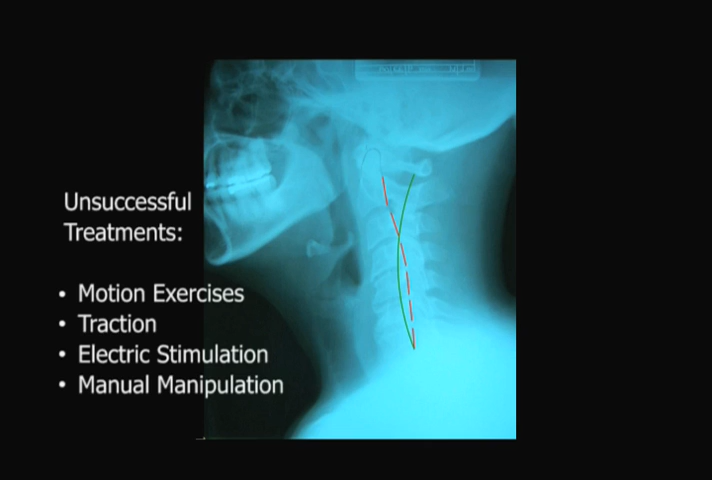 Unsuccessful
Treatments:
• Motion Exercises
• Traction
• Electric Stimulation
• Manual Manipulation